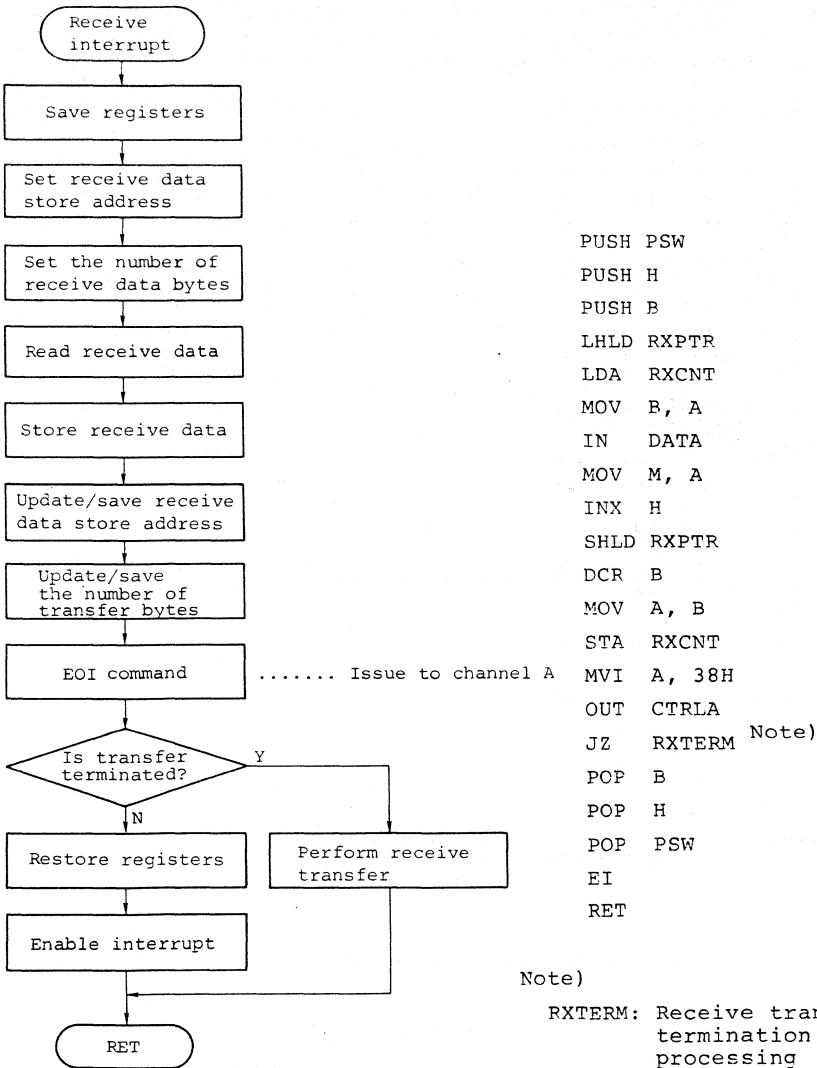 Receive
interrupt
Save registers
Set receive data
store address
Set the number of
receive data bytes
Read receive data
Store receive data
Update/save receive
data store address
Update/save
the number of
transfer bytes
EOI command ....... Issue to channel A
Is transfer
terminated?
Y
N
Restore registers
Perform receive
transfer
Enable interrupt
RET
PUSH PSW
PUSH H
PUSH B
LHLD RXPTR
LDA RXCNT
MOV B, A
IN DATA
MOV M, A
INX H
SHLD RXPTR
DCR B
MOV A, B
STA RXCNT
MVI A, 38H
OUT CTRLA
JZ RXTERM Note)
POP B
POP H
POP PSW
EI
RET
Note)
RXTERM: Receive
termination
processing